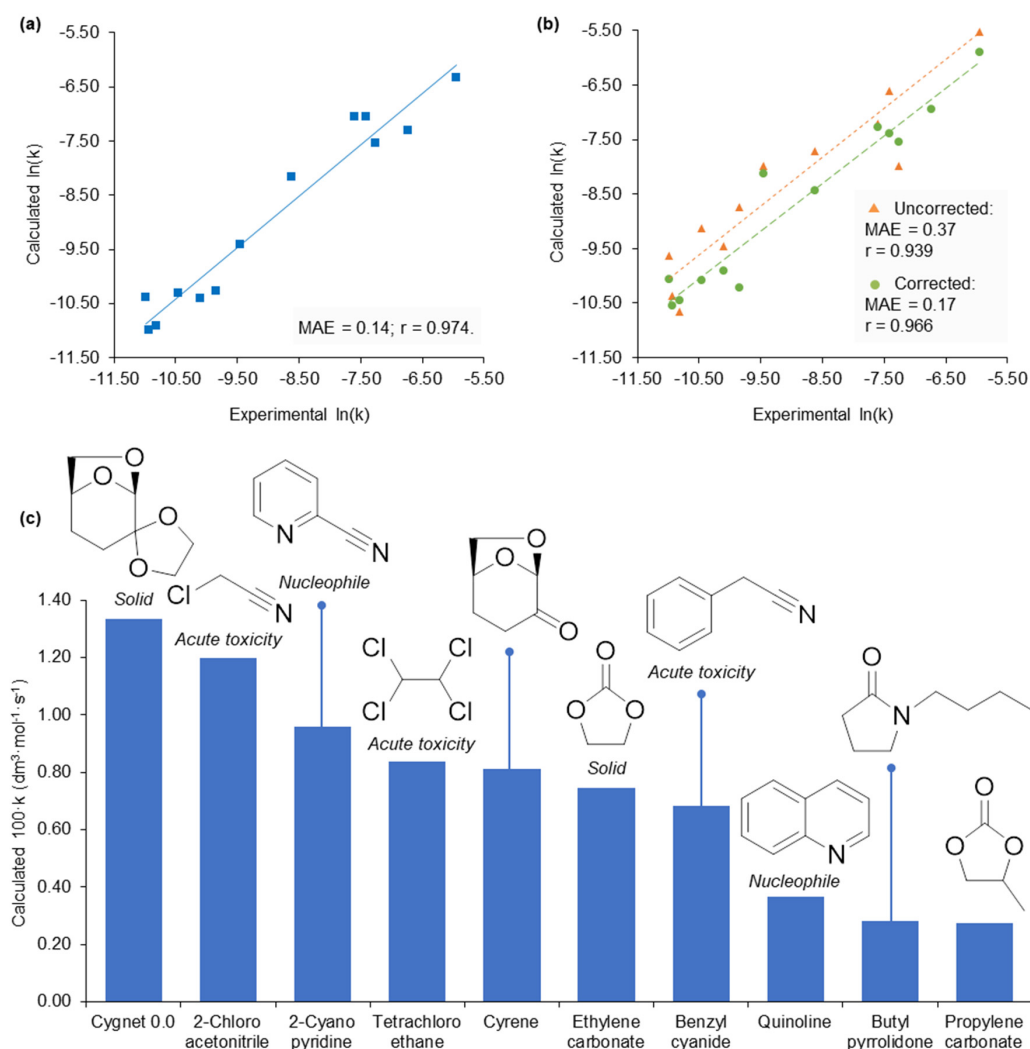 (a)
-5.50
-6.50
-7.50
-8.50
-9.50
-10.50
-11.50
Calculated ln(k)
MAE = 0.14; r = 0.974.
-11.50 -10.50 -9.50 -8.50 -7.50 -6.50 -5.50
Experimental ln(k)
(b)
-5.50
-6.50
-7.50
-8.50
-9.50
-10.50
-11.50
Calculated ln(k)
Uncorrected:
MAE = 0.37
r = 0.939
Corrected:
MAE = 0.17
r = 0.966
-11.50 -10.50 -9.50 -8.50 -7.50 -6.50 -5.50
Experimental ln(k)
(c)
O
O
O
O
Solid
Cl
N
Acute toxicity
N
N
Nucleophile
Cl
Cl
Cl
Cl
Acute toxicity
O
O
O
O
O
O
Solid
N
Acute toxicity
N
Nucleophile
O
N
O
O
O
1.40
1.20
1.00
0.80
0.60
0.40
0.20
0.00
Calculated 100·k (dm³·mol⁻¹·s⁻¹)
Cygnet 0.0
2-Chloro
acetonitrile
2-Cyano
pyridine
Tetrachloro
ethane
Cyrene
Ethylene
carbonate
Benzyl
cyanide
Quinoline
Butyl
pyrrolidone
Propylene
carbonate